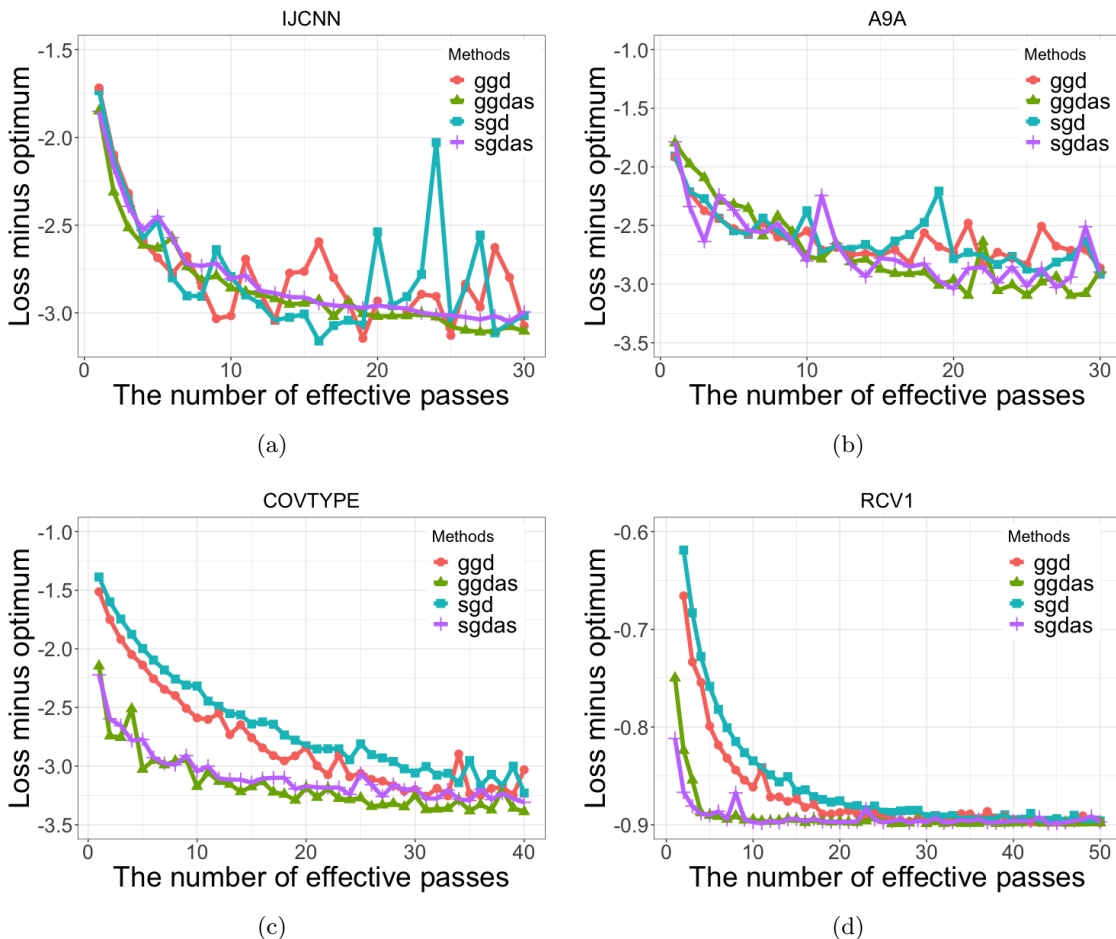 IJCNN
Loss minus optimum
-1.5
-2.0
-2.5
-3.0
Methods
ggd
ggdas
sgd
sgdas
0
10
20
30
The number of effective passes
(a)
A9A
Loss minus optimum
-1.0
-1.5
-2.0
-2.5
-3.0
-3.5
Methods
ggd
ggdas
sgd
sgdas
0
10
20
30
The number of effective passes
(b)
COVTYPE
Loss minus optimum
-1.0
-1.5
-2.0
-2.5
-3.0
-3.5
Methods
ggd
ggdas
sgd
sgdas
0
10
20
30
40
The number of effective passes
(c)
RCV1
Loss minus optimum
-0.6
-0.7
-0.8
-0.9
Methods
ggd
ggdas
sgd
sgdas
0
10
20
30
40
50
The number of effective passes
(d)